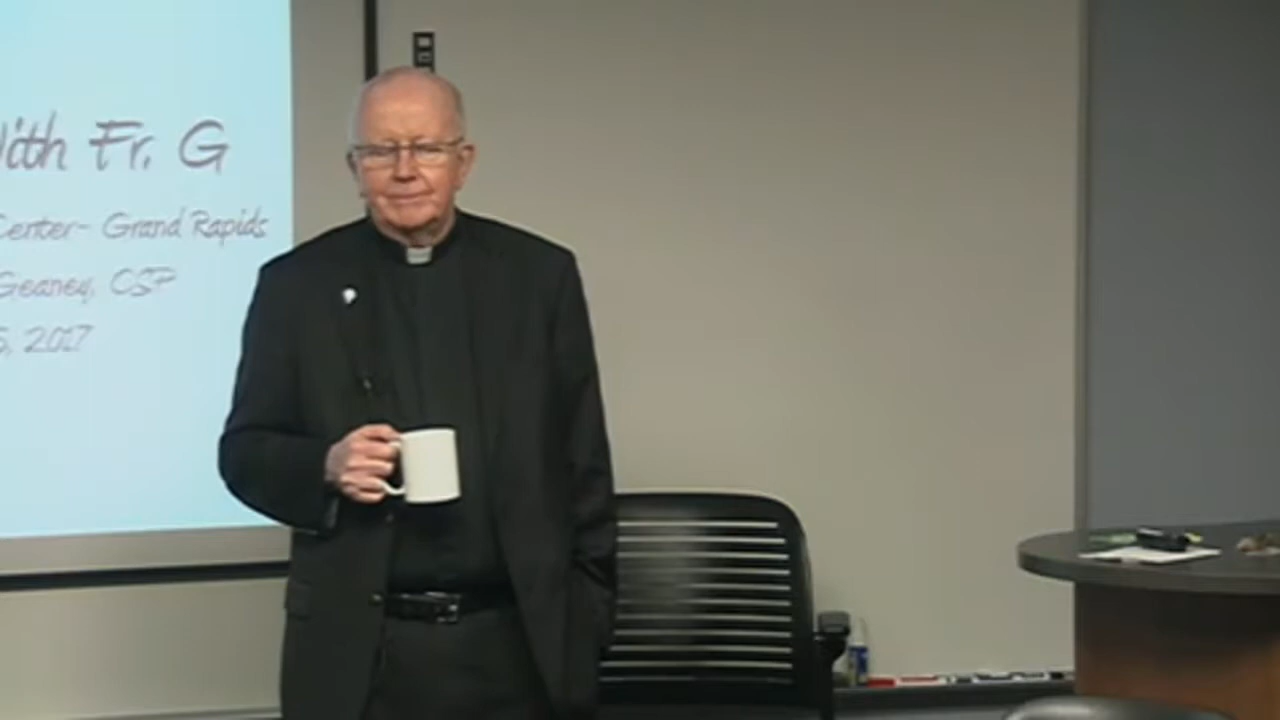 With Fr. G
Center- Grand Rapids
Geaney, CSP
5, 2017